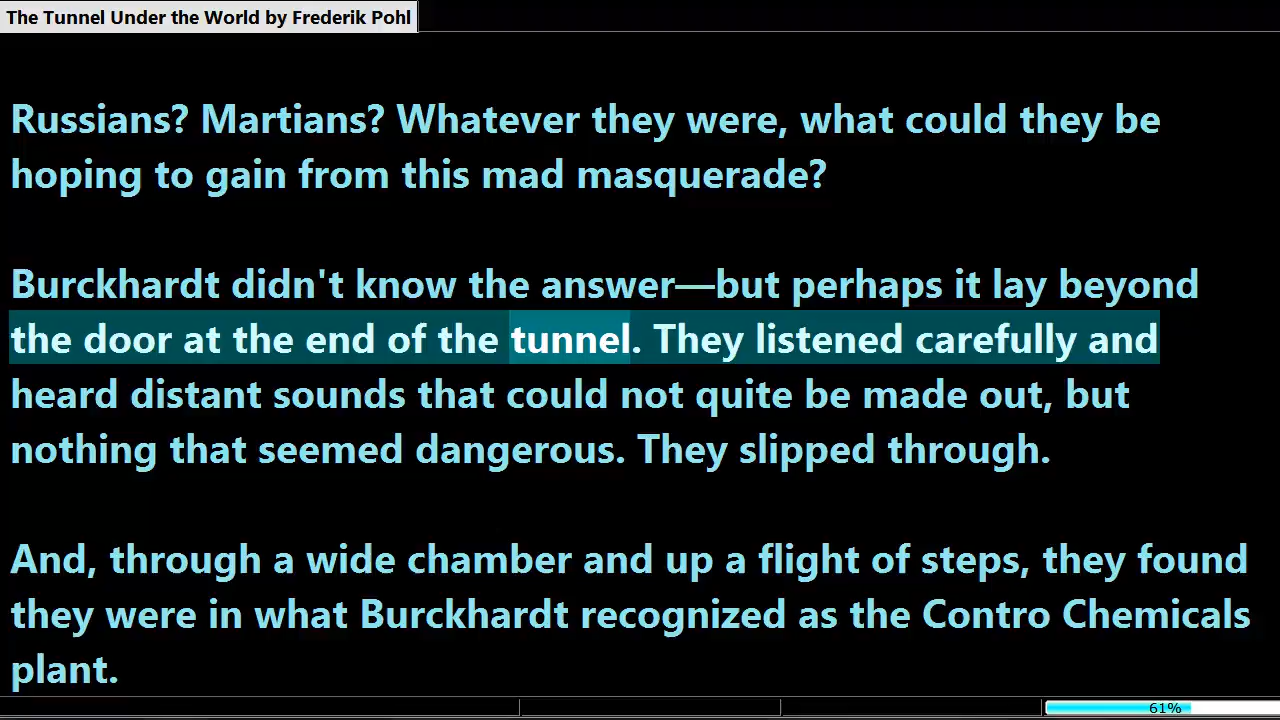 The Tunnel Under the World by Frederik Pohl
Russians? Martians? Whatever they were, what could they be
hoping to gain from this mad masquerade?
Burckhardt didn't know the answer—but perhaps it lay beyond
the door at the end of the tunnel. They listened carefully and
heard distant sounds that could not quite be made out, but
nothing that seemed dangerous. They slipped through.
And, through a wide chamber and up a flight of steps, they found
they were in what Burckhardt recognized as the Contro Chemicals
plant.
61%